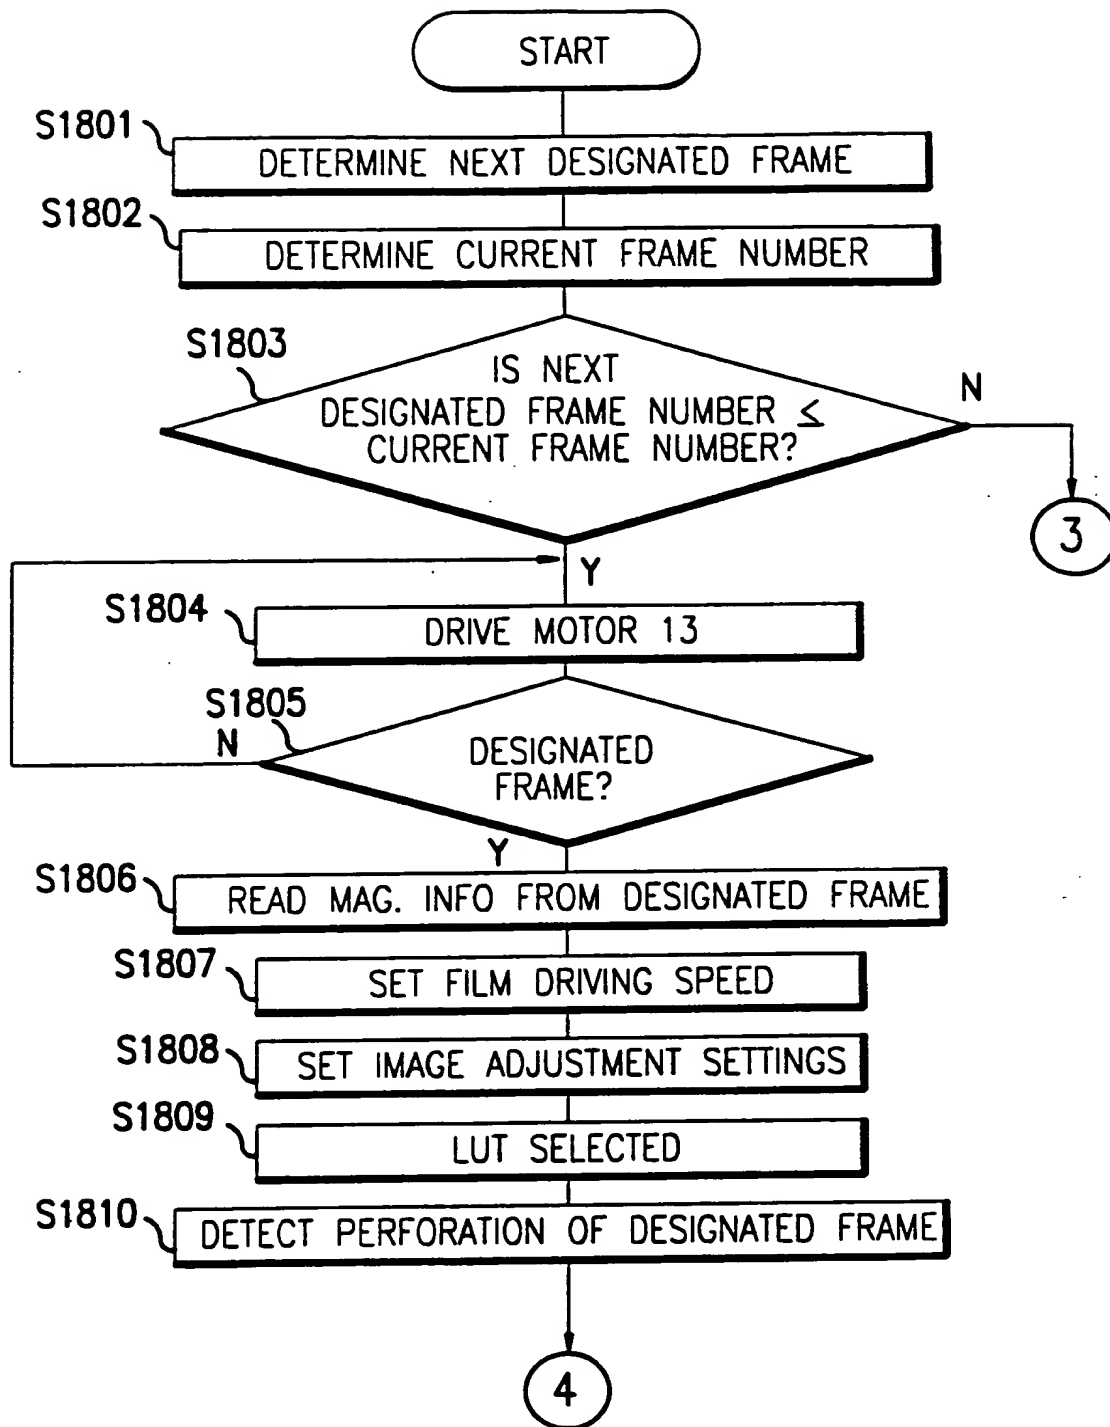 START
S1801
DETERMINE NEXT DESIGNATED FRAME
S1802
DETERMINE CURRENT FRAME NUMBER
S1803
IS NEXT
DESIGNATED FRAME NUMBER ≤
CURRENT FRAME NUMBER?
N
3
Y
S1804
DRIVE MOTOR 13
S1805
N
DESIGNATED
FRAME?
Y
S1806
READ MAG. INFO FROM DESIGNATED FRAME
S1807
SET FILM DRIVING SPEED
S1808
SET IMAGE ADJUSTMENT SETTINGS
S1809
LUT SELECTED
S1810
DETECT PERFORATION OF DESIGNATED FRAME
4